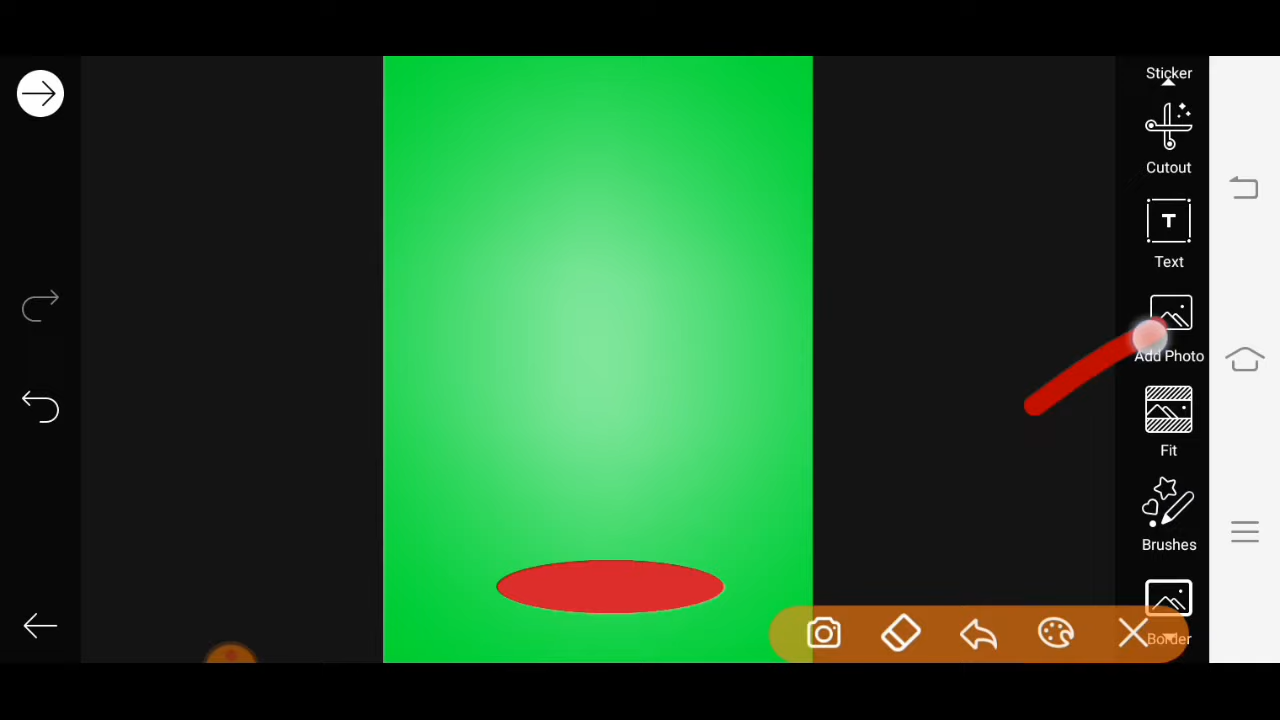 Sticker
Cutout
T
Text
Add Photo
Fit
Brushes
Border